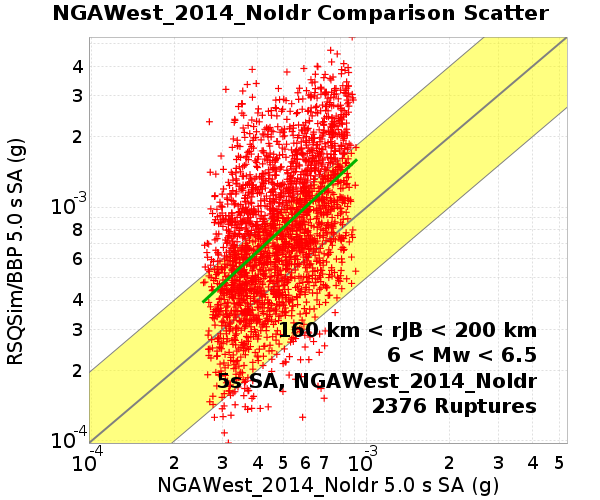 NGAWest_2014_NoIdr Comparison Scatter
RSQSim/BBP 5.0 s SA (g)
4
3
2
10-3
8
6
4
3
2
10-4
160 km < rJB < 200 km
6 < Mw < 6.5
5s SA, NGAWest_2014_NoIdr
2376 Ruptures
10-4 2 3 4 5 6 7 10-3 2 3 4 5
NGAWest_2014_NoIdr 5.0 s SA (g)